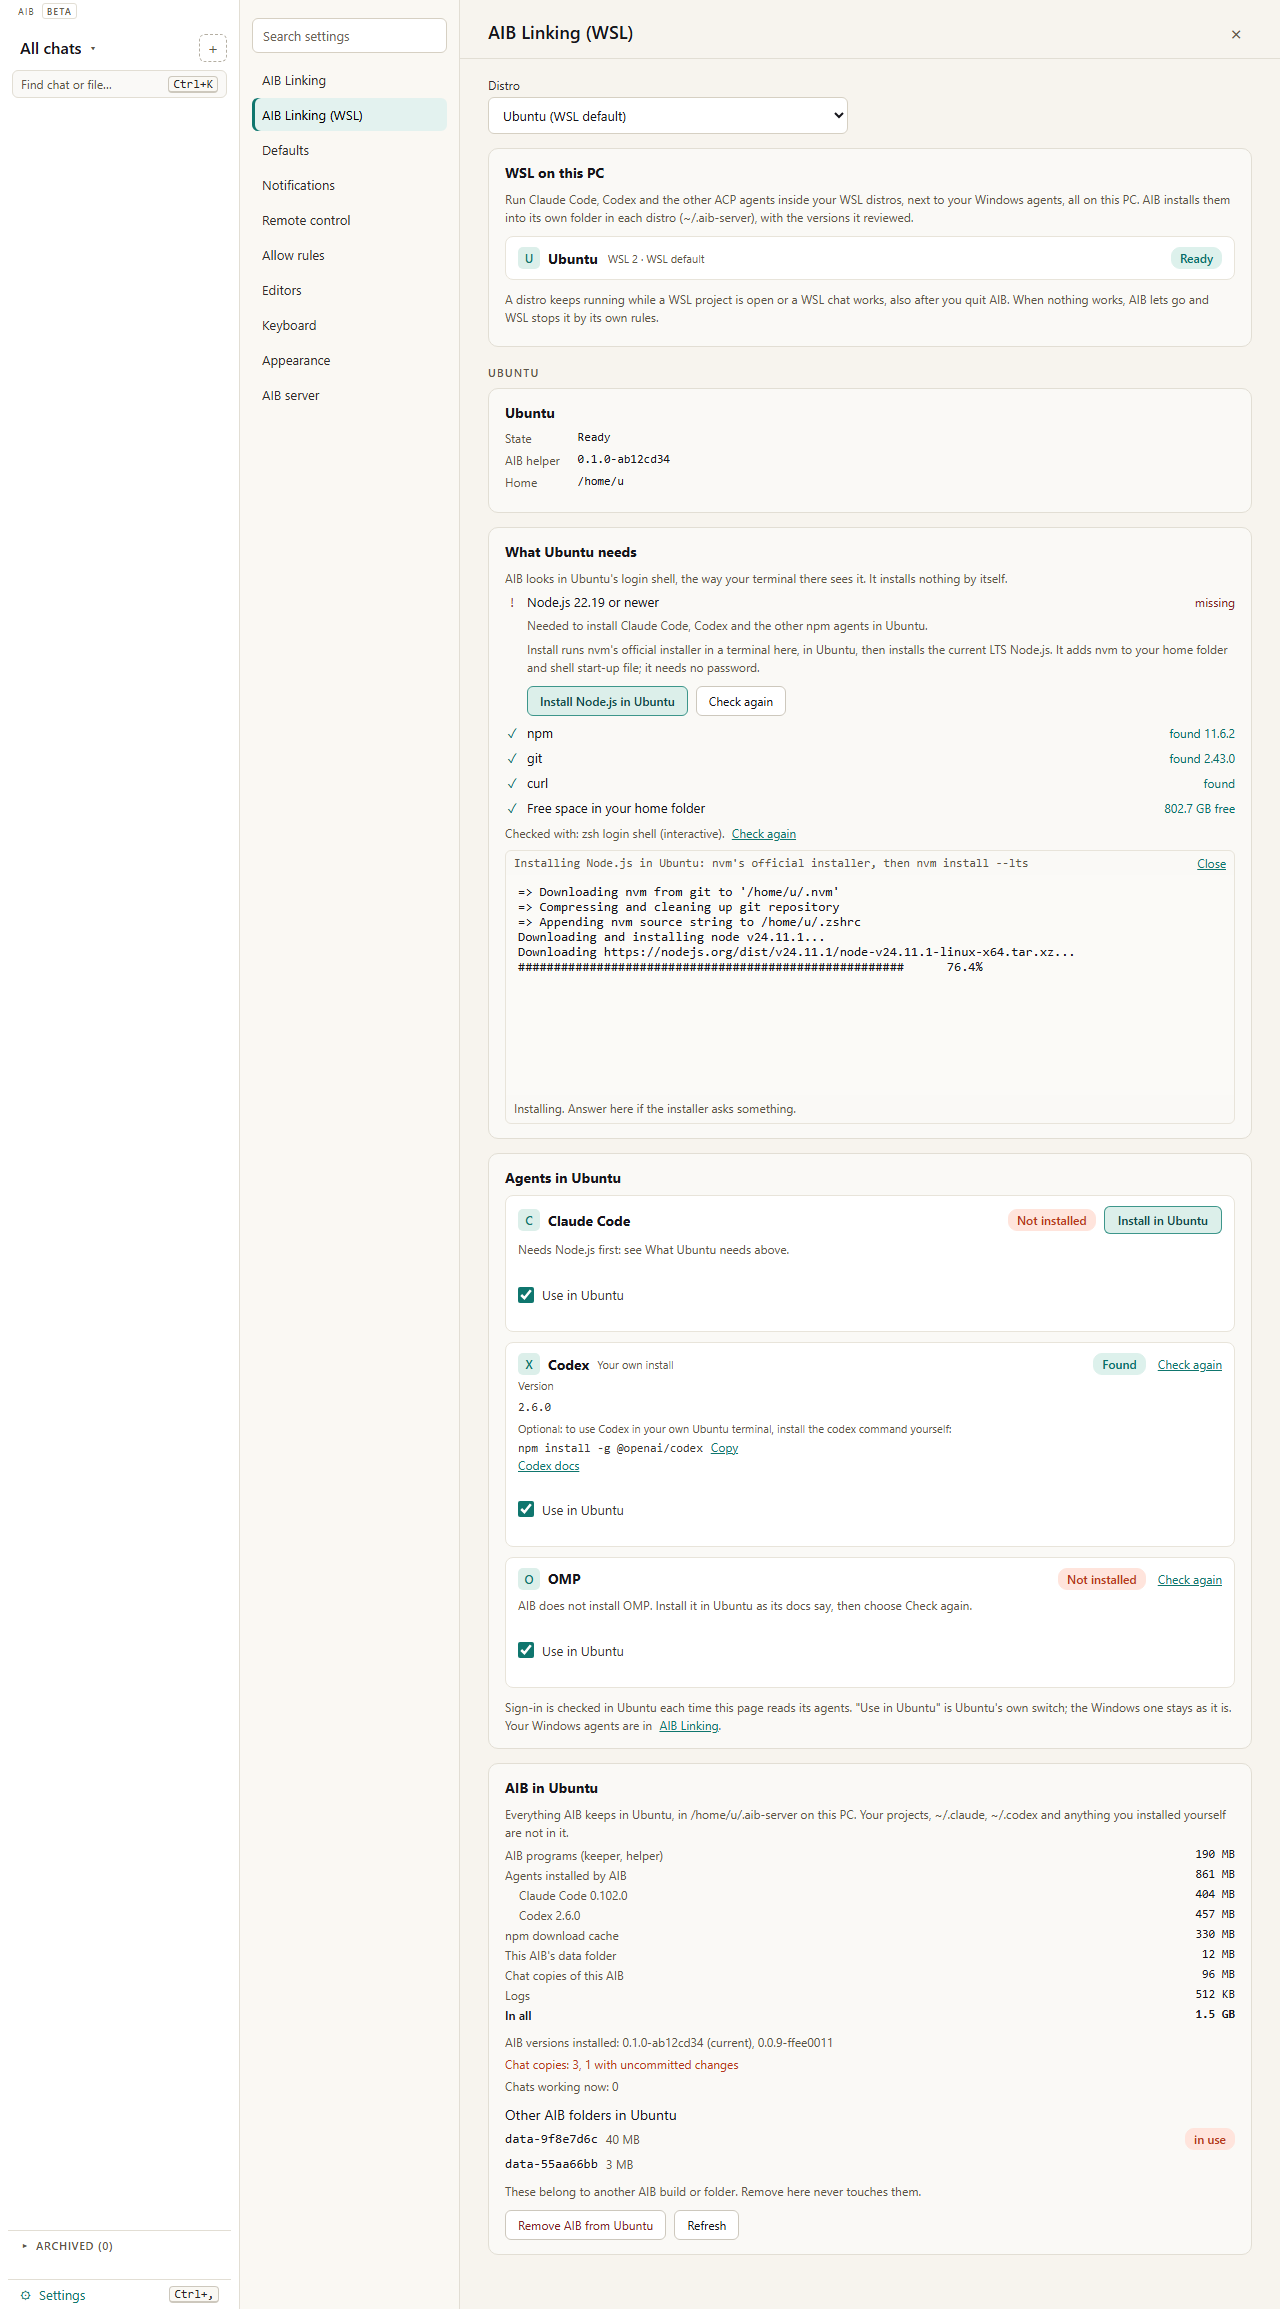 AIB BETA
All chats
+
Find chat or file... Ctrl+K
Search settings
AIB Linking
AIB Linking (WSL)
Defaults
Notifications
Remote control
Allow rules
Editors
Keyboard
Appearance
AIB server
ARCHIVED (0)
Settings Ctrl+,
AIB Linking (WSL) ×
Distro
Ubuntu (WSL default)
WSL on this PC
Run Claude Code, Codex and the other ACP agents inside your WSL distros, next to your Windows agents, all on this PC. AIB installs them
into its own folder in each distro (~/.aib-server), with the versions it reviewed.
U Ubuntu WSL 2 · WSL default Ready
A distro keeps running while a WSL project is open or a WSL chat works, also after you quit AIB. When nothing works, AIB lets go and
WSL stops it by its own rules.
UBUNTU
Ubuntu
State Ready
AIB helper 0.1.0-ab12cd34
Home /home/u
What Ubuntu needs
AIB looks in Ubuntu's login shell, the way your terminal there sees it. It installs nothing by itself.
! Node.js 22.19 or newer missing
Needed to install Claude Code, Codex and the other npm agents in Ubuntu.
Install runs nvm's official installer in a terminal here, in Ubuntu, then installs the current LTS Node.js. It adds nvm to your home folder
and shell start-up file; it needs no password.
Install Node.js in Ubuntu Check again
✓ npm found 11.6.2
✓ git found 2.43.0
✓ curl found
✓ Free space in your home folder 802.7 GB free
Checked with: zsh login shell (interactive). Check again
Installing Node.js in Ubuntu: nvm's official installer, then nvm install --lts Close
=> Downloading nvm from git to '/home/u/.nvm'
=> Compressing and cleaning up git repository
=> Appending nvm source string to /home/u/.zshrc
Downloading and installing node v24.11.1...
Downloading https://nodejs.org/dist/v24.11.1/node-v24.11.1-linux-x64.tar.xz...
###################################################### 76.4%
Installing. Answer here if the installer asks something.
Agents in Ubuntu
C Claude Code Not installed Install in Ubuntu
Needs Node.js first: see What Ubuntu needs above.
Use in Ubuntu
X Codex Your own install Found Check again
Version
2.6.0
Optional: to use Codex in your own Ubuntu terminal, install the codex command yourself:
npm install -g @openai/codex Copy
Codex docs
Use in Ubuntu
O OMP Not installed Check again
AIB does not install OMP. Install it in Ubuntu as its docs say, then choose Check again.
Use in Ubuntu
Sign-in is checked in Ubuntu each time this page reads its agents. "Use in Ubuntu" is Ubuntu's own switch; the Windows one stays as it is.
Your Windows agents are in AIB Linking.
AIB in Ubuntu
Everything AIB keeps in Ubuntu, in /home/u/.aib-server on this PC. Your projects, ~/.claude, ~/.codex and anything you installed yourself
are not in it.
AIB programs (keeper, helper) 190 MB
Agents installed by AIB 861 MB
Claude Code 0.102.0 404 MB
Codex 2.6.0 457 MB
npm download cache 330 MB
This AIB's data folder 12 MB
Chat copies of this AIB 96 MB
Logs 512 KB
In all 1.5 GB
AIB versions installed: 0.1.0-ab12cd34 (current), 0.0.9-ffee0011
Chat copies: 3, 1 with uncommitted changes
Chats working now: 0
Other AIB folders in Ubuntu
data-9f8e7d6c 40 MB in use
data-55aa66bb 3 MB
These belong to another AIB build or folder. Remove here never touches them.
Remove AIB from Ubuntu Refresh